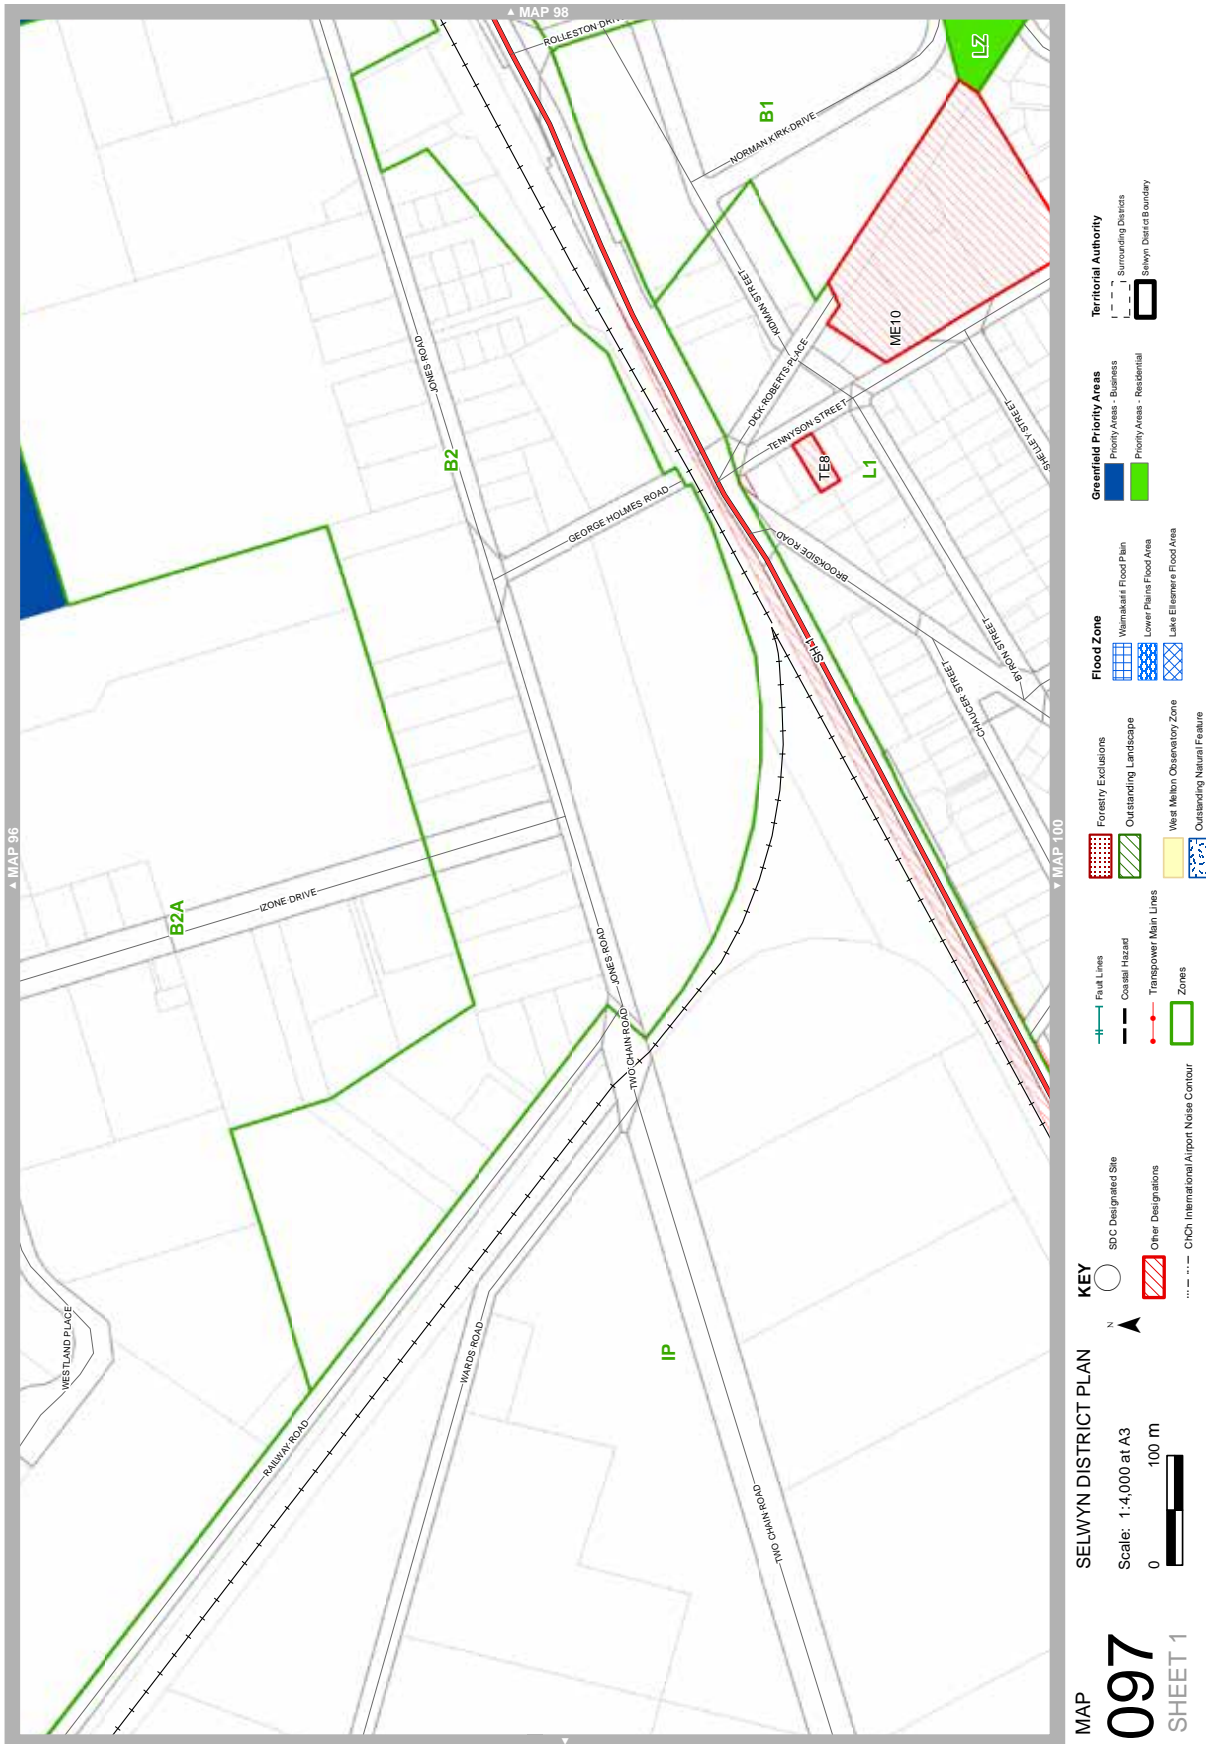 ▲ MAP 98
▲ MAP 96
▼ MAP 100
ROLLESTON DRI
LZ
B1
NORMAN KIRK DRIVE
JONES ROAD
KIDMAN STREET
ME10
DICK ROBERTS PLACE
TENNYSON STREET
SHELLEY STREET
B2
TE8
L1
GEORGE HOLMES ROAD
BROOKSIDE ROAD
SH 1
BYRON STREET
CHAUCER STREET
B2A
IZONE DRIVE
JONES ROAD
TWO CHAIN ROAD
WESTLAND PLACE
WARDS ROAD
IP
RAILWAY ROAD
TWO CHAIN ROAD
MAP
097
SHEET 1
SELWYN DISTRICT PLAN
Scale: 1:4,000 at A3
0
100 m
N
KEY
SDC Designated Site
Other Designations
ChCh International Airport Noise Contour
Fault Lines
Coastal Hazard
Transpower Main Lines
Zones
Forestry Exclusions
Outstanding Landscape
West Melton Observatory Zone
Outstanding Natural Feature
Flood Zone
Waimakariri Flood Plain
Lower Plains Flood Area
Lake Ellesmere Flood Area
Greenfield Priority Areas
Priority Areas - Business
Priority Areas - Residential
Territorial Authority
Surrounding Districts
Selwyn District Boundary